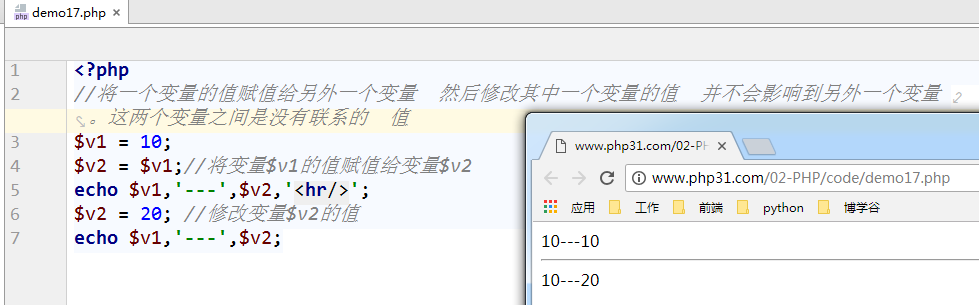 demo17.php
1 <?php
2 //将一个变量的值赋值给另外一个变量  然后修改其中一个变量的值  并不会影响到另外一个变量
。这两个变量之间是没有联系的  值
3 $v1 = 10;
4 $v2 = $v1;//将变量$v1的值赋值给变量$v2
5 echo $v1,'---',$v2,'<hr/>';
6 $v2 = 20; //修改变量$v2的值
7 echo $v1,'---',$v2;
www.php31.com/02-PH
www.php31.com/02-PHP/code/demo17.php
应用 工作 前端 python 博学谷
10---10
10---20